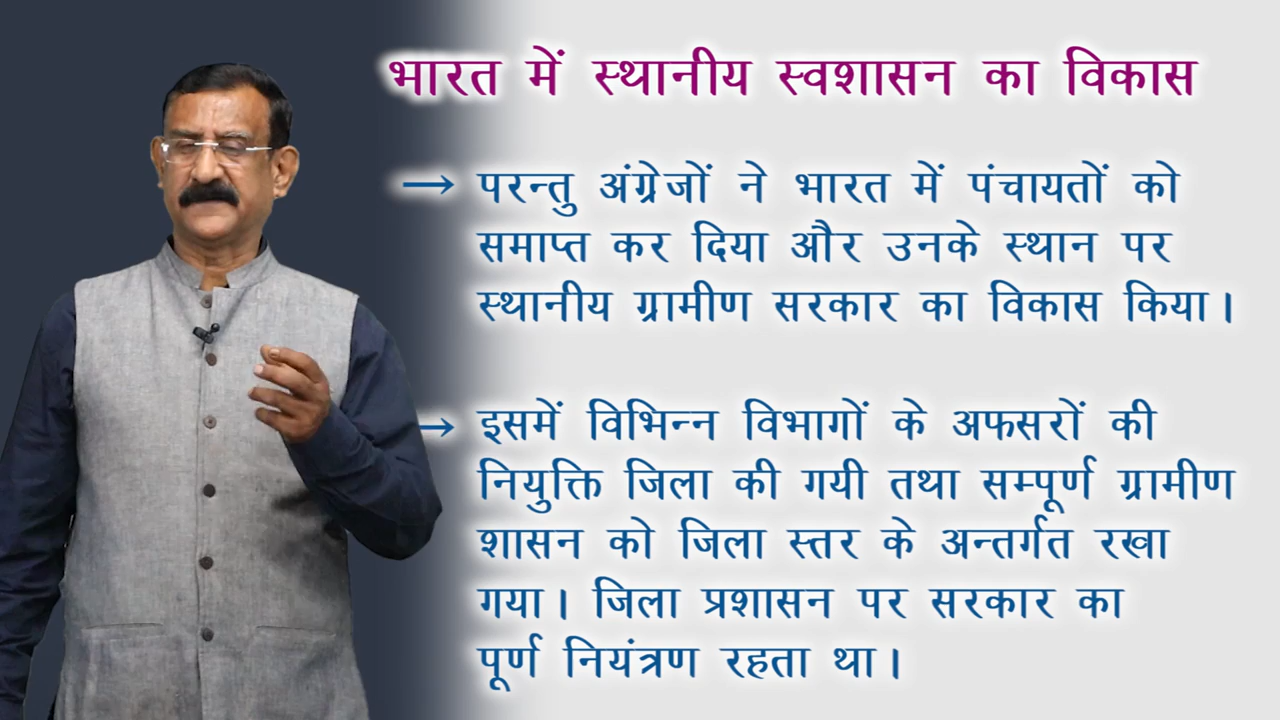 भारत में स्थानीय स्वशासन का विकास
→ परन्तु अंग्रेजों ने भारत में पंचायतों को
समाप्त कर दिया और उनके स्थान पर
स्थानीय ग्रामीण सरकार का विकास किया।
→ इसमें विभिन्न विभागों के अफसरों की
नियुक्ति जिला की गयी तथा सम्पूर्ण ग्रामीण
शासन को जिला स्तर के अन्तर्गत रखा
गया। जिला प्रशासन पर सरकार का
पूर्ण नियंत्रण रहता था।